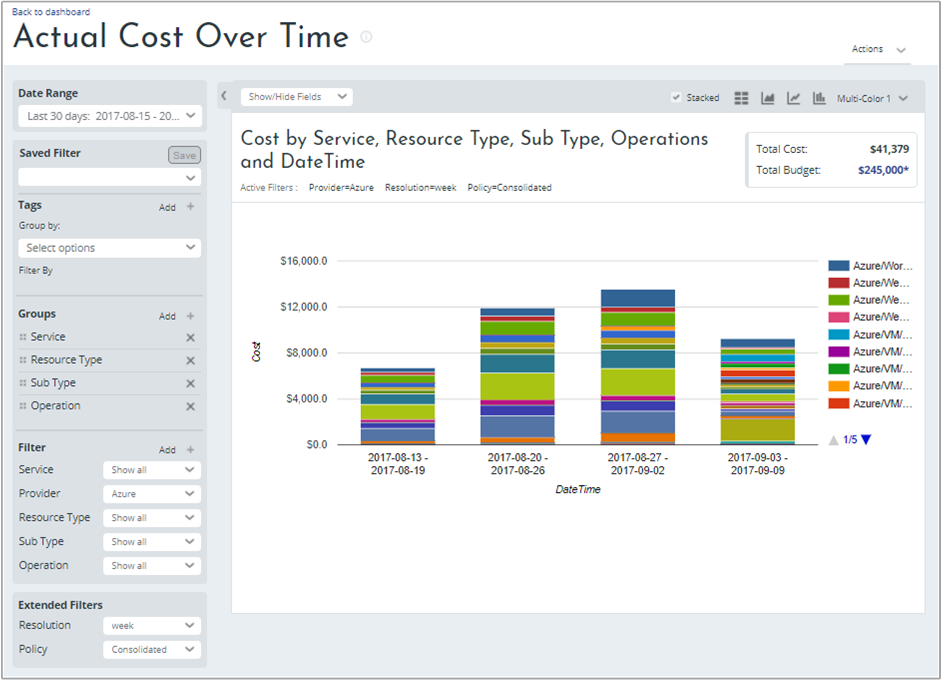 Back to dashboard
Actual Cost Over Time
Actions
Date Range
Last 30 days: 2017-08-15 - 20...
Saved Filter
Save
Tags
Add +
Group by:
Select options
Filter By
Groups
Add +
Service
Resource Type
Sub Type
Operation
Filter
Add +
Service
Show all
Provider
Azure
Resource Type
Show all
Sub Type
Show all
Operation
Show all
Extended Filters
Resolution
week
Policy
Consolidated
Show/Hide Fields
Stacked
Multi-Color 1
Cost by Service, Resource Type, Sub Type, Operations
and DateTime
Active Filters : Provider=Azure Resolution=week Policy=Consolidated
Total Cost: $41,379
Total Budget: $245,000*
$16,000.0
$12,000.0
$8,000.0
$4,000.0
$0.0
Cost
2017-08-13 -
2017-08-19
2017-08-20 -
2017-08-26
2017-08-27 -
2017-09-02
2017-09-03 -
2017-09-09
DateTime
Azure/Wor...
Azure/We...
Azure/We...
Azure/We...
Azure/VM/...
Azure/VM/...
Azure/VM/...
Azure/VM/...
Azure/VM/...
1/5